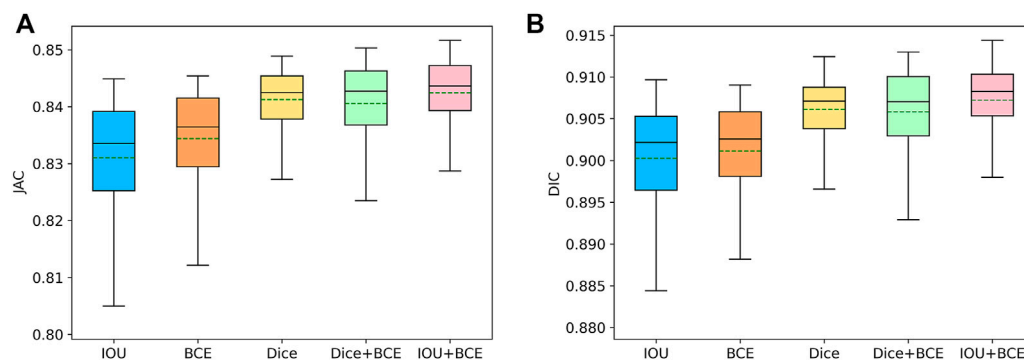 A
JAC
0.85
0.84
0.83
0.82
0.81
0.80
IOU BCE Dice Dice+BCE IOU+BCE
B
DIC
0.915
0.910
0.905
0.900
0.895
0.890
0.885
0.880
IOU BCE Dice Dice+BCE IOU+BCE